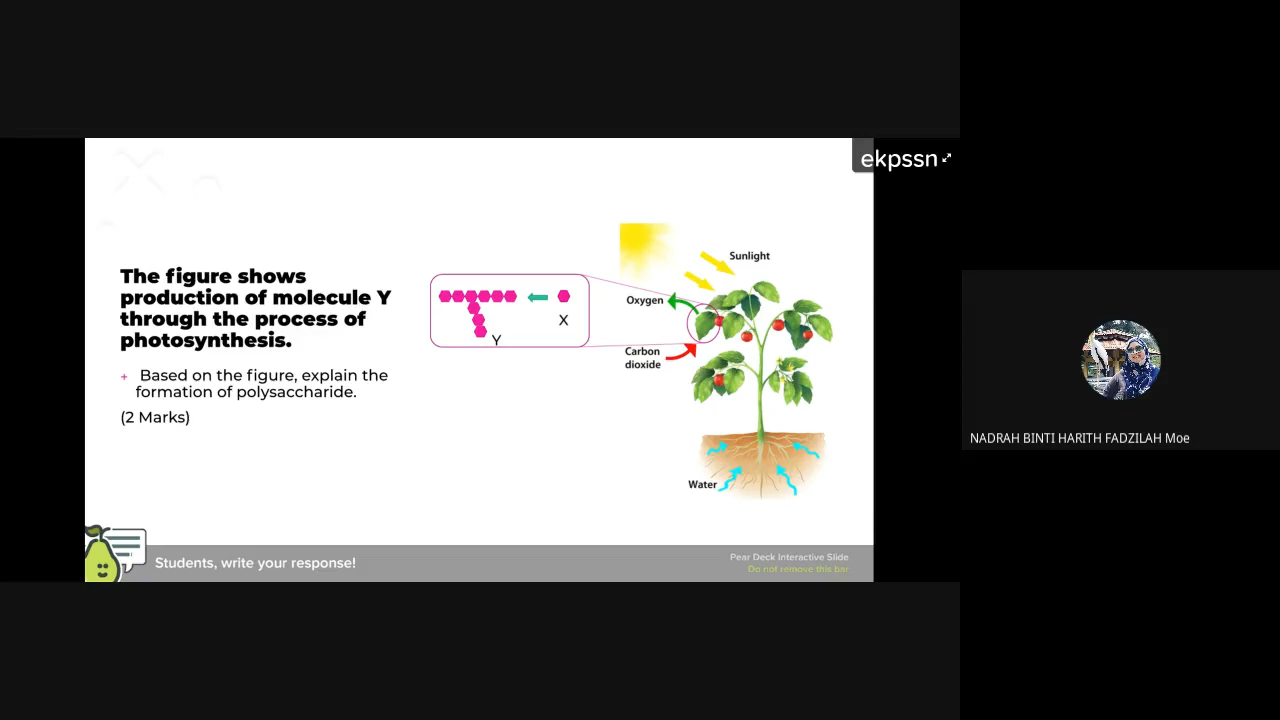 ekpssn
The figure shows
production of molecule Y
through the process of
photosynthesis.
+ Based on the figure, explain the
formation of polysaccharide.
(2 Marks)
X
Y
Sunlight
Oxygen
Carbon
dioxide
Water
NADRAH BINTI HARITH FADZILAH Moe
Students, write your response!
Pear Deck Interactive Slide
Do not remove this bar